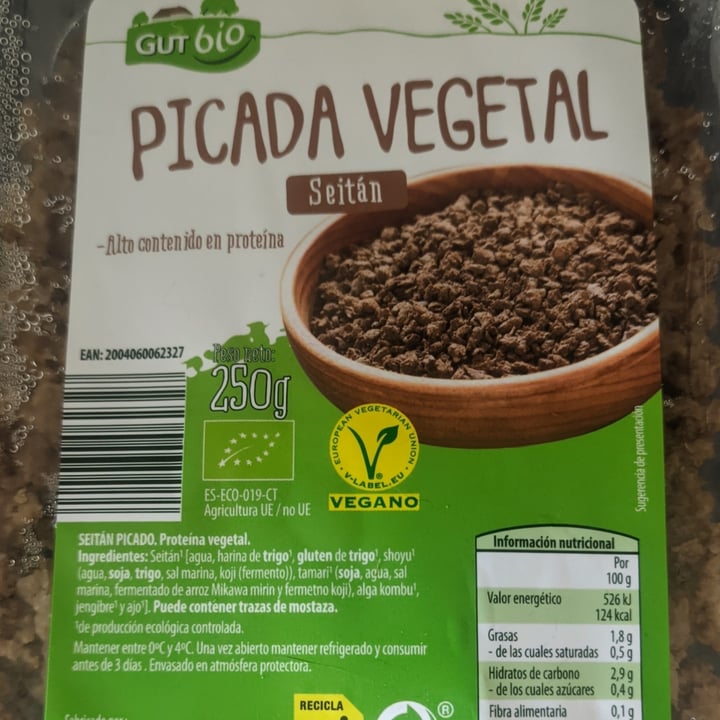 GUT bio
PICADA VEGETAL
Seitán
-Alto contenido en proteína
EAN: 2004060062327
Peso neto:
250g
EUROPEAN VEGETARIAN UNION
V-LABEL.EU
®
VEGANO
ES-ECO-019-CT
Agricultura UE / no UE
Sugerencia de presentación
SEITÁN PICADO. Proteína vegetal.
Ingredientes: Seitán¹ [agua, harina de trigo¹, gluten de trigo¹, shoyu¹
(agua, soja, trigo, sal marina, koji (fermento)), tamari¹ (soja, agua, sal
marina, fermentado de arroz Mikawa mirin y fermetno koji), alga kombu¹,
jengibre¹ y ajo¹]. Puede contener trazas de mostaza.
¹de producción ecológica controlada.
Mantener entre 0ºC y 4ºC. Una vez abierto mantener refrigerado y consumir
antes de 3 días. Envasado en atmósfera protectora.
Información nutricional
Por
100 g
Valor energético 526 kJ
124 kcal
Grasas 1,8 g
- de las cuales saturadas 0,5 g
Hidratos de carbono 2,9 g
- de los cuales azúcares 0,4 g
Fibra alimentaria 0,1 g
RECICLA
®